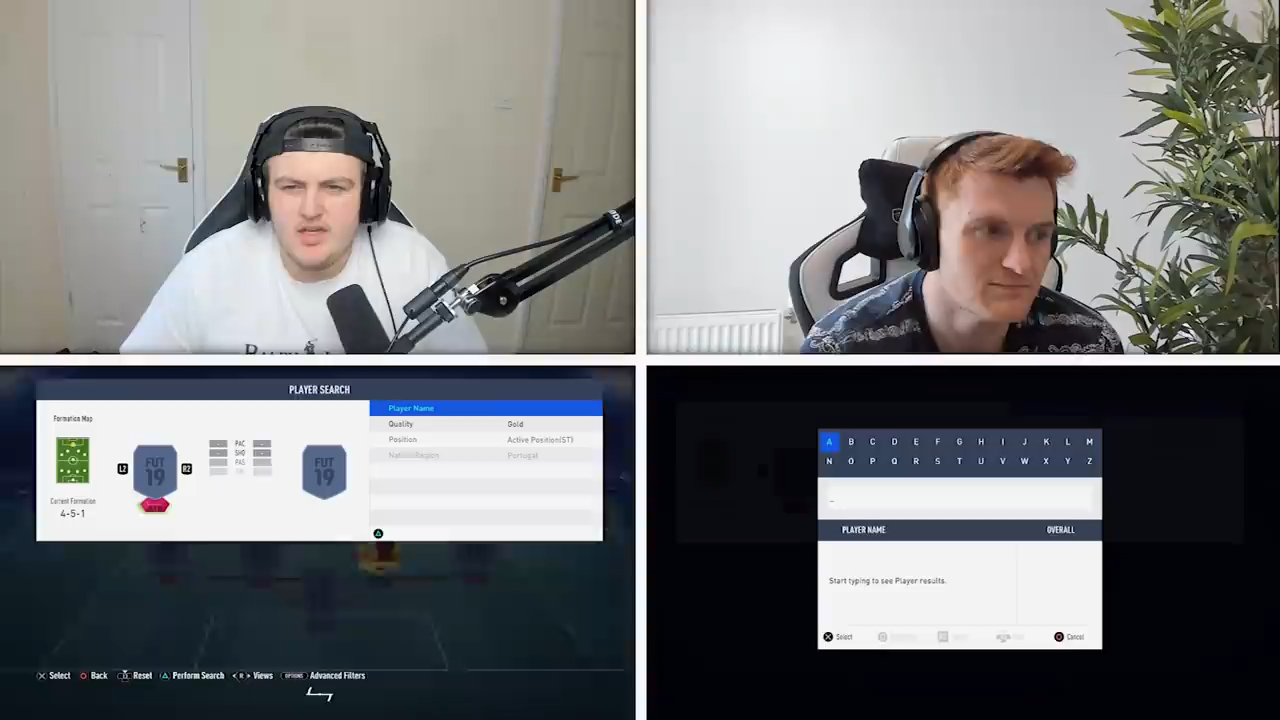 PLAYER SEARCH
Formation Map
FUT
19
L2
R2
PAC
SHO
PAS
FUT
19
Current Formation
4-5-1
Player Name
Quality Gold
Position Active Position(ST)
Nation/Region Portugal
Select Back Reset Perform Search R Views OPTIONS Advanced Filters
A B C D E F G H I J K L M
N O P Q R S T U V W X Y Z
PLAYER NAME OVERALL
Start typing to see Player results.
Select Cancel